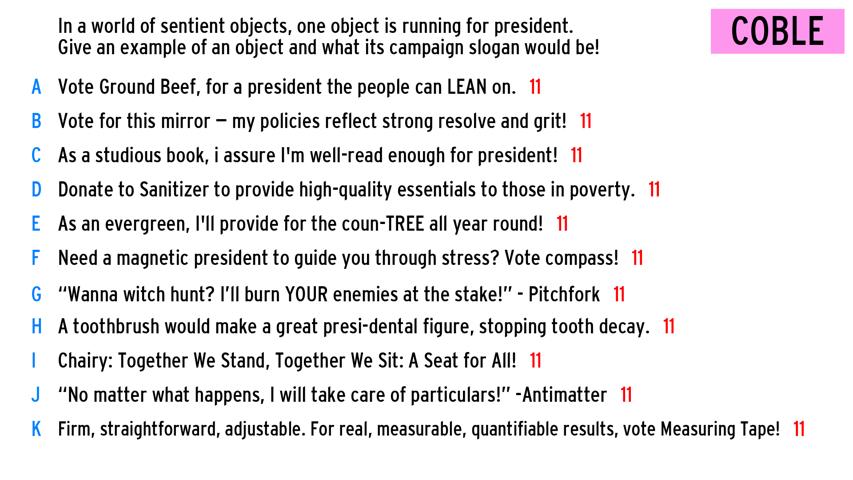 In a world of sentient objects, one object is running for president.
Give an example of an object and what its campaign slogan would be!
COBLE
A Vote Ground Beef, for a president the people can LEAN on. 11
B Vote for this mirror – my policies reflect strong resolve and grit! 11
C As a studious book, i assure I'm well-read enough for president! 11
D Donate to Sanitizer to provide high-quality essentials to those in poverty. 11
E As an evergreen, I'll provide for the coun-TREE all year round! 11
F Need a magnetic president to guide you through stress? Vote compass! 11
G “Wanna witch hunt? I’ll burn YOUR enemies at the stake!” - Pitchfork 11
H A toothbrush would make a great presi-dental figure, stopping tooth decay. 11
I Chairy: Together We Stand, Together We Sit: A Seat for All! 11
J “No matter what happens, I will take care of particulars!” -Antimatter 11
K Firm, straightforward, adjustable. For real, measurable, quantifiable results, vote Measuring Tape! 11